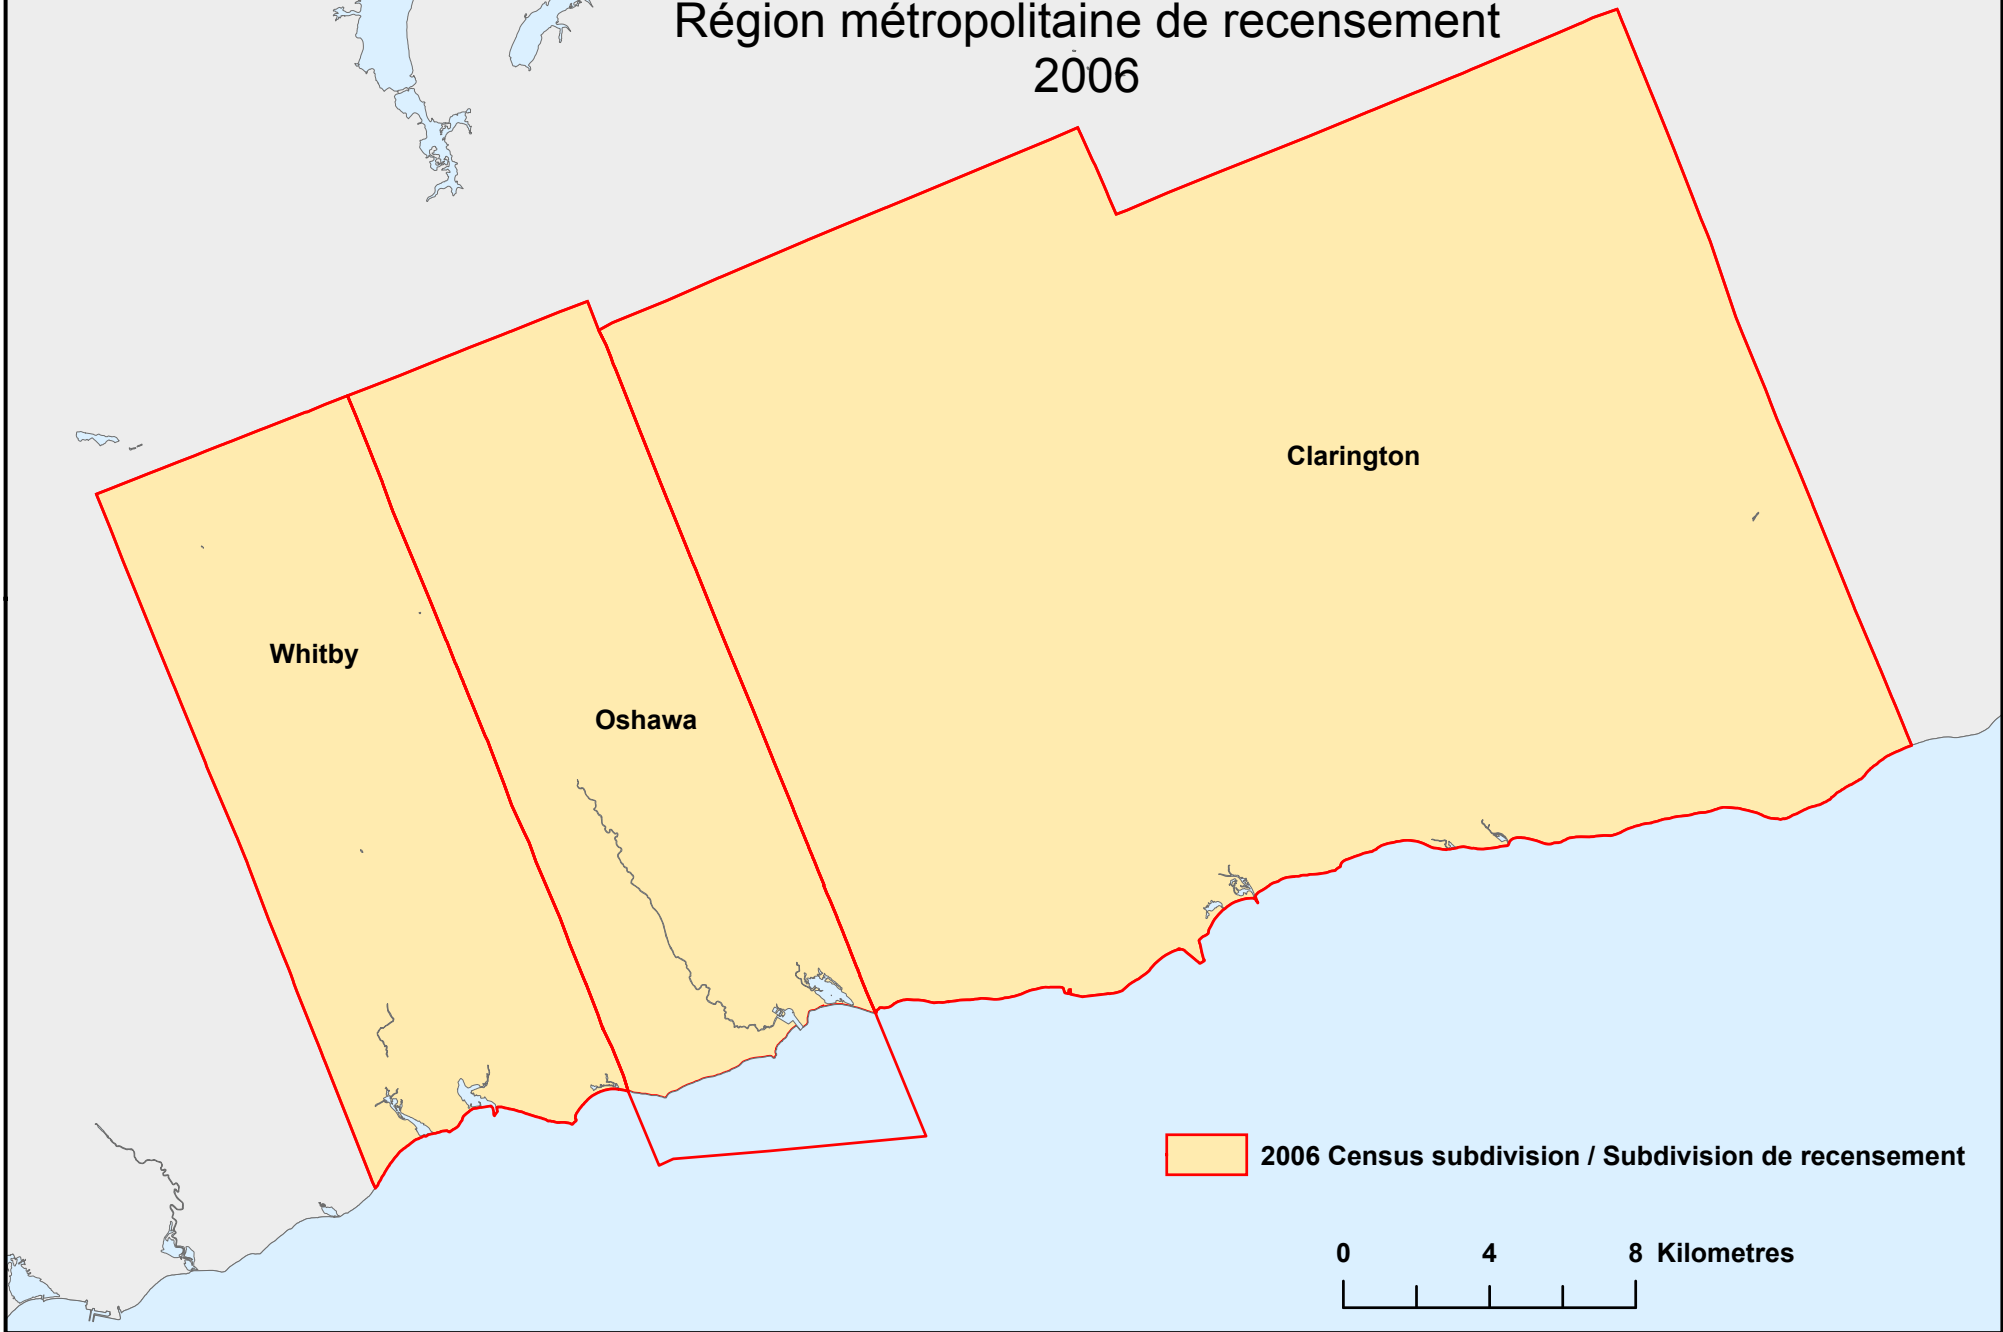 Région métropolitaine de recensement
2006
Clarington
Whitby
Oshawa
2006 Census subdivision / Subdivision de recensement
0 4 8 Kilometres